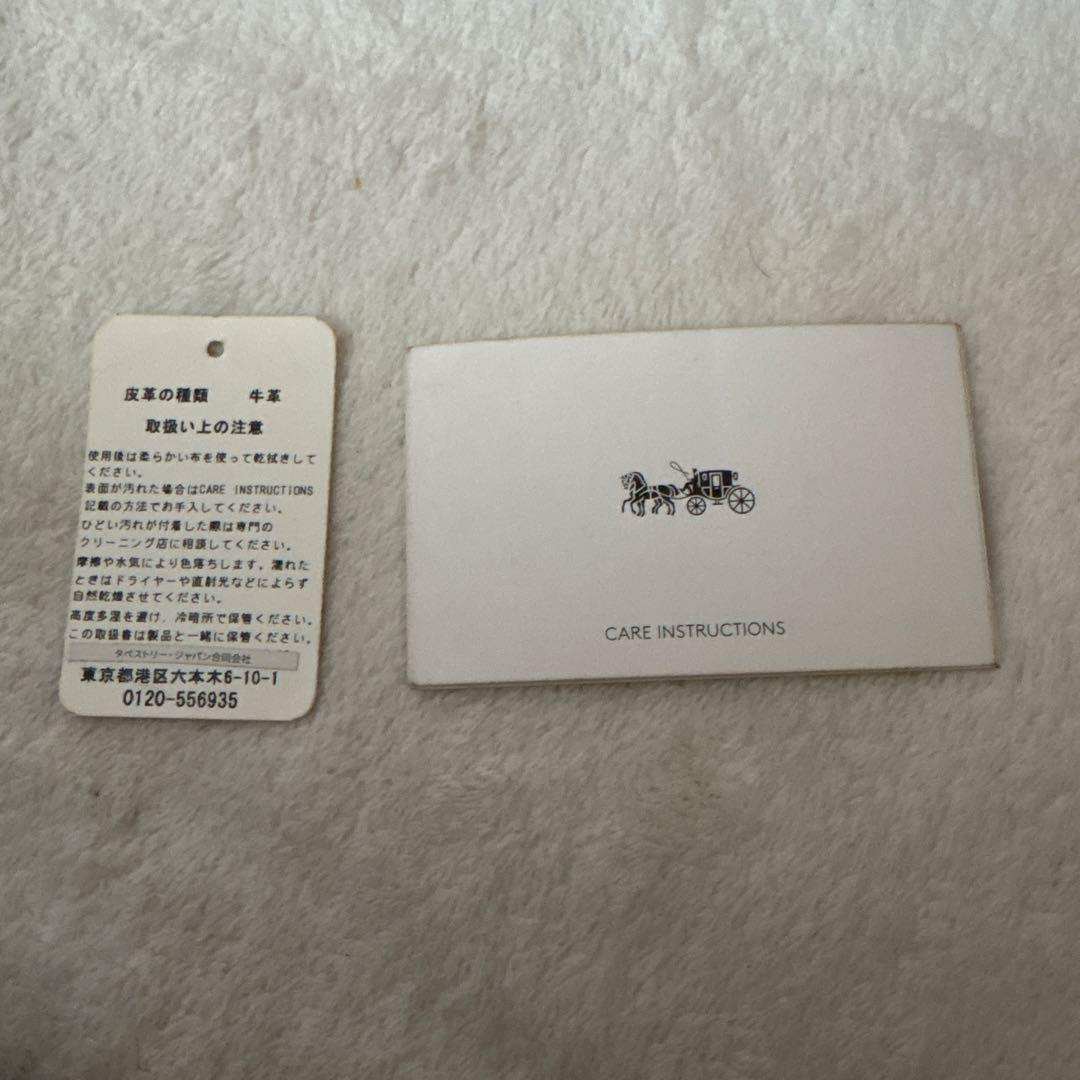 皮革の種類　牛革
取扱い上の注意
使用後は柔らかい布を使って乾拭きして
ください。
表面が汚れた場合はCARE INSTRUCTIONS
記載の方法でお手入してください。
ひどい汚れが付着した際は専門の
クリーニング店に相談してください。
摩擦や水気により色落ちします。濡れた
ときはドライヤーや直射光などによらず
自然乾燥させてください。
高度多湿を避け、冷暗所で保管ください。
この取扱書は製品と一緒に保管ください。
タペストリー・ジャパン合同会社
東京都港区六本木6-10-1
0120-556935
CARE INSTRUCTIONS